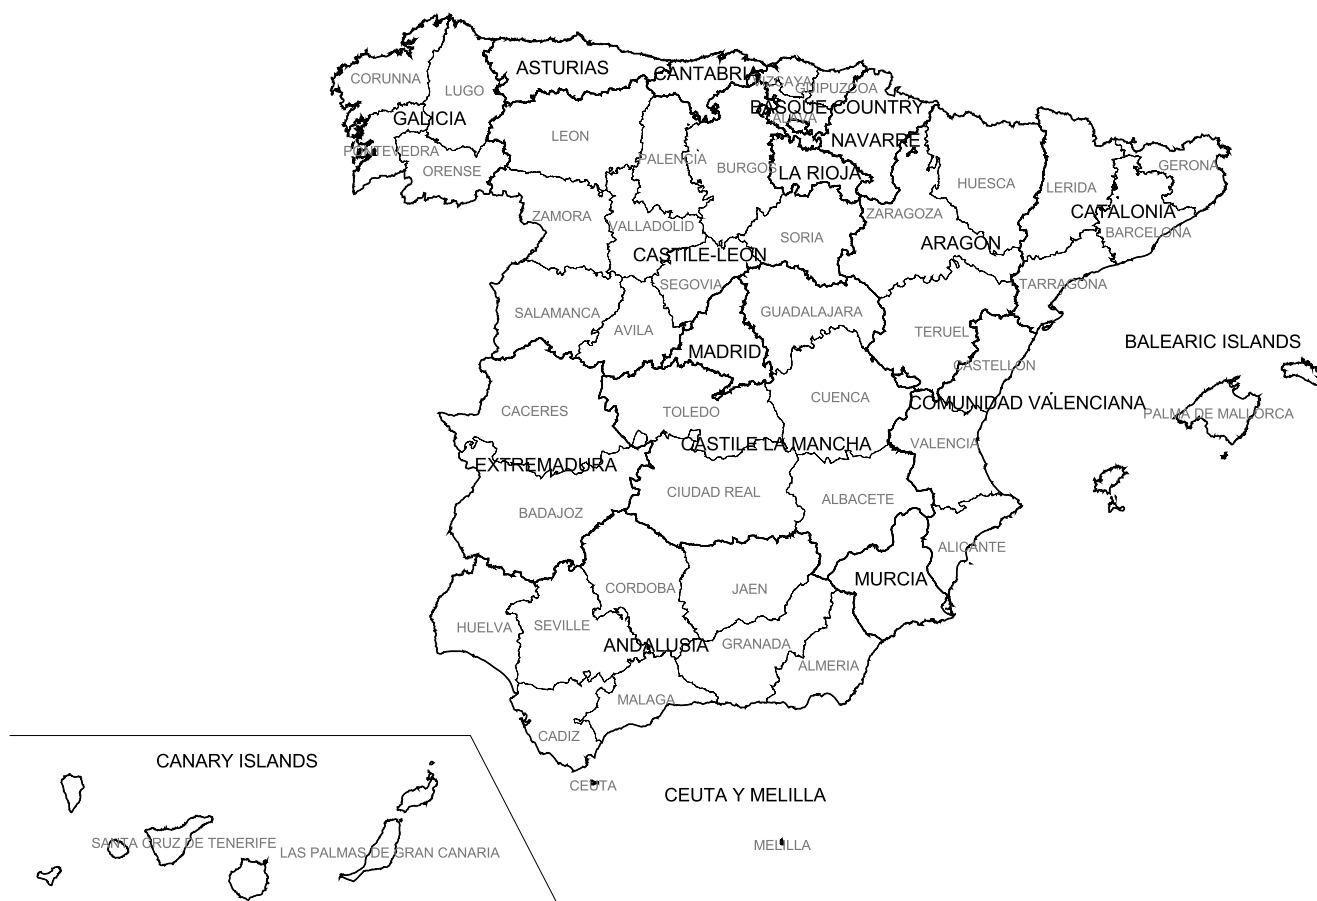 ASTURIAS
CANTABRIA
CORUNNA
VIZCAYA
GUIPUZCOA
LUGO
BASQUE COUNTRY
GALICIA
ALAVA
LEON
NAVARRE
PONTEVEDRA
PALENCIA
ORENSE
BURGOS
LA RIOJA
HUESCA
LERIDA
GERONA
ZAMORA
ZARAGOZA
CATALONIA
VALLADOLID
SORIA
ARAGON
BARCELONA
CASTILE-LEON
SEGOVIA
TARRAGONA
SALAMANCA
AVILA
GUADALAJARA
TERUEL
BALEARIC ISLANDS
MADRID
CASTELLON
CACERES
TOLEDO
CUENCA
COMUNIDAD VALENCIANA
PALMA DE MALLORCA
CASTILE LA MANCHA
VALENCIA
EXTREMADURA
CIUDAD REAL
ALBACETE
BADAJOZ
ALICANTE
MURCIA
CORDOBA
JAEN
HUELVA
SEVILLE
ANDALUSIA
GRANADA
ALMERIA
MALAGA
CADIZ
CANARY ISLANDS
CEUTA
CEUTA Y MELILLA
SANTA CRUZ DE TENERIFE
LAS PALMAS DE GRAN CANARIA
MELILLA